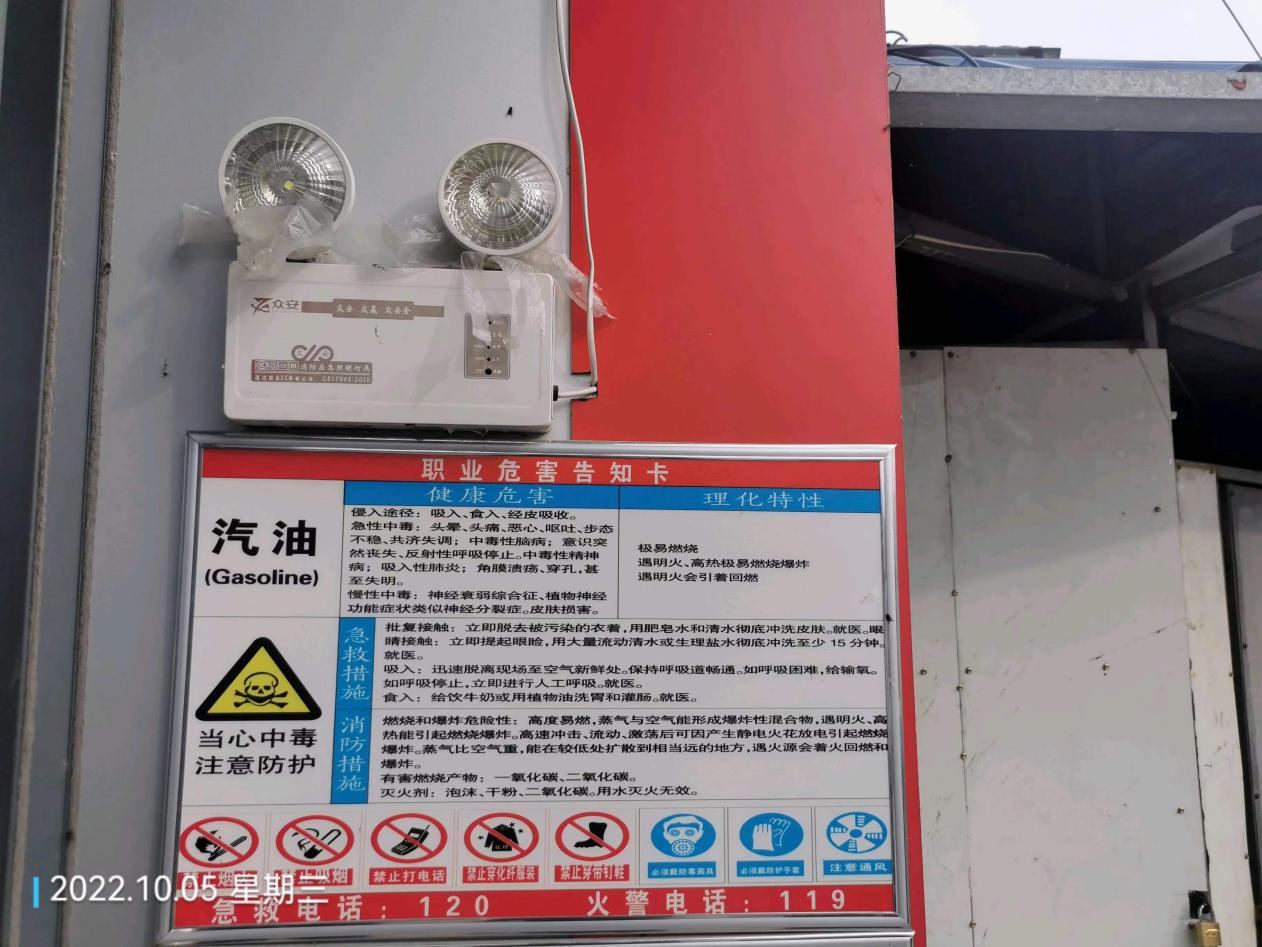 众安
众安 众赢 众安全
消防应急照明灯具
GB17945-2010
职业危害告知卡
汽油
(Gasoline)
健康危害
侵入途径：吸入、食入、经皮吸收。
急性中毒：头晕、头痛、恶心、呕吐、步态
不稳、共济失调；中毒性脑病；意识突
然丧失、反射性呼吸停止。中毒性精神
病；吸入性肺炎；角膜溃疡、穿孔，甚
至失明。
慢性中毒：神经衰弱综合征、植物神经
功能症状类似神经分裂症。皮肤损害。
理化特性
极易燃烧
遇明火、高热极易燃烧爆炸
遇明火会引着回燃
当心中毒
注意防护
急救措施
批复接触：立即脱去被污染的衣着，用肥皂水和清水彻底冲洗皮肤。就医。眼
睛接触：立即提起眼睑，用大量流动清水或生理盐水彻底冲洗至少15分钟。
就医。
吸入：迅速脱离现场至空气新鲜处。保持呼吸道畅通。如呼吸困难，给输氧。
如呼吸停止，立即进行人工呼吸。就医。
食入：给饮牛奶或用植物油洗胃和灌肠。就医。
消防措施
燃烧和爆炸危险性：高度易燃，蒸气与空气能形成爆炸性混合物，遇明火、高
热能引起燃烧爆炸。高速冲击、流动、激荡后可因产生静电火花放电引起燃烧
爆炸。蒸气比空气重，能在较低处扩散到相当远的地方，遇火源会着火回燃和
爆炸。
有害燃烧产物：一氧化碳、二氧化碳。
灭火剂：泡沫、干粉、二氧化碳。用水灭火无效。
禁止吸烟
禁止打电话
禁止穿化纤服装
禁止穿带钉鞋
必须戴防毒面具
必须戴防护手套
注意通风
急救电话：120 火警电话：119
2022.10.05 星期三